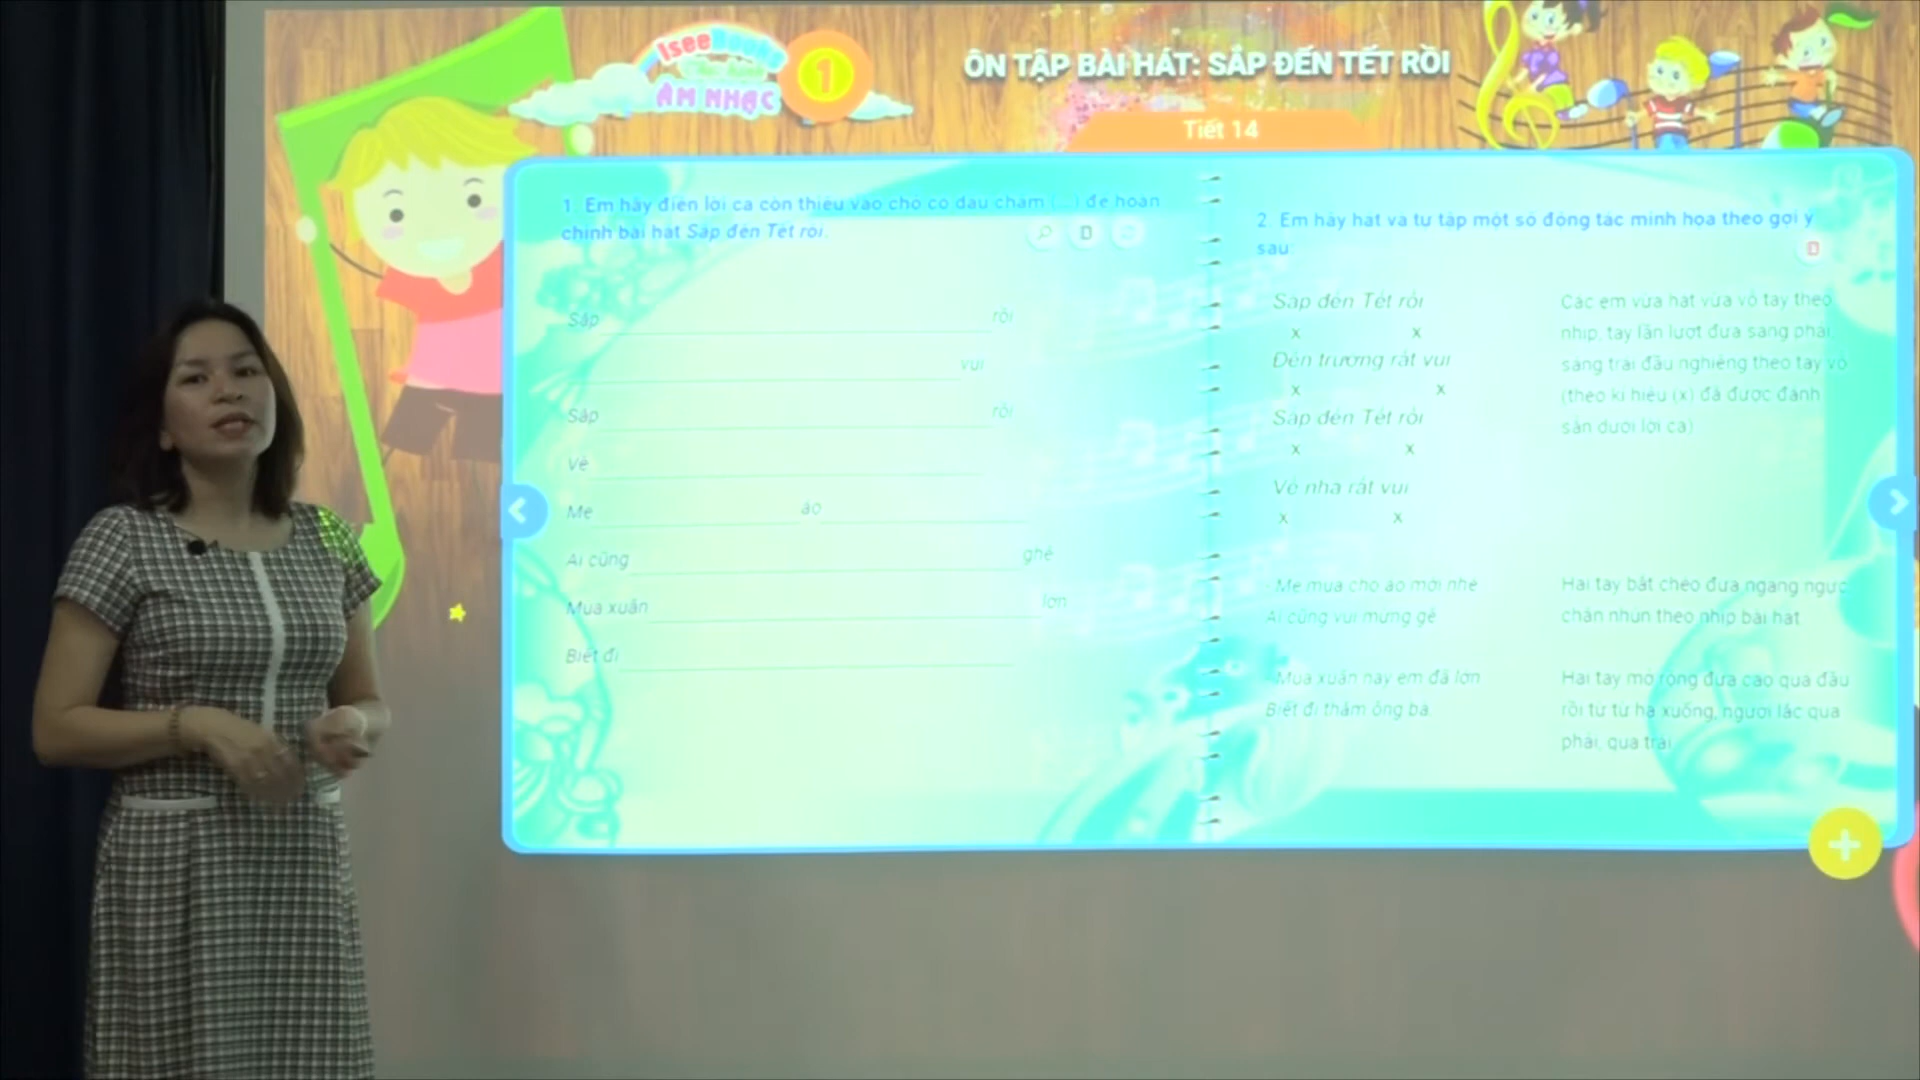 IseeBooks
ÂM NHẠC
1
ÔN TẬP BÀI HÁT: SẮP ĐẾN TẾT RỒI
Tiết 14
1. Em hãy điền lời ca còn thiếu vào chỗ có dấu chấm (...) để hoàn
chỉnh bài hát Sắp đến Tết rồi.
Sắp rồi
vui
Sắp rồi
Về
Mẹ áo
Ai cũng ghê
Mùa xuân lớn
Biết đi
2. Em hãy hát và tự tập một số động tác minh họa theo gợi ý
sau:
Sắp đến Tết rồi
x x
Đến trường rất vui
x x
Sắp đến Tết rồi
x x
Về nhà rất vui
x x
- Mẹ mua cho áo mới nhé
Ai cũng vui mừng gê
- Mùa xuân nay em đã lớn
Biết đi thăm ông bà.
Các em vừa hát vừa vỗ tay theo
nhịp, tay lần lượt đưa sang phải,
sang trái đầu nghiêng theo tay vỗ
(theo kí hiệu (x) đã được đánh
sẵn dưới lời ca)
Hai tay bắt chéo đưa ngang ngực
chân nhún theo nhịp bài hát
Hai tay mở rộng đưa cao quá đầu
rồi từ từ hạ xuống, người lắc qua
phải, qua trái